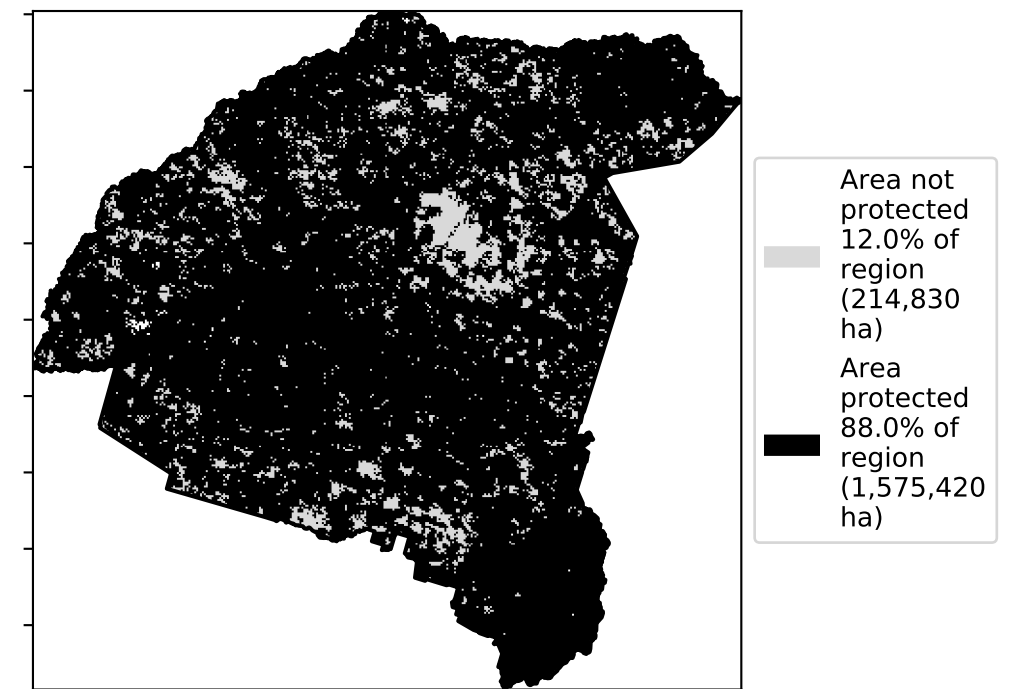 Area not
protected
12.0% of
region
(214,830
ha)
Area
protected
88.0% of
region
(1,575,420
ha)